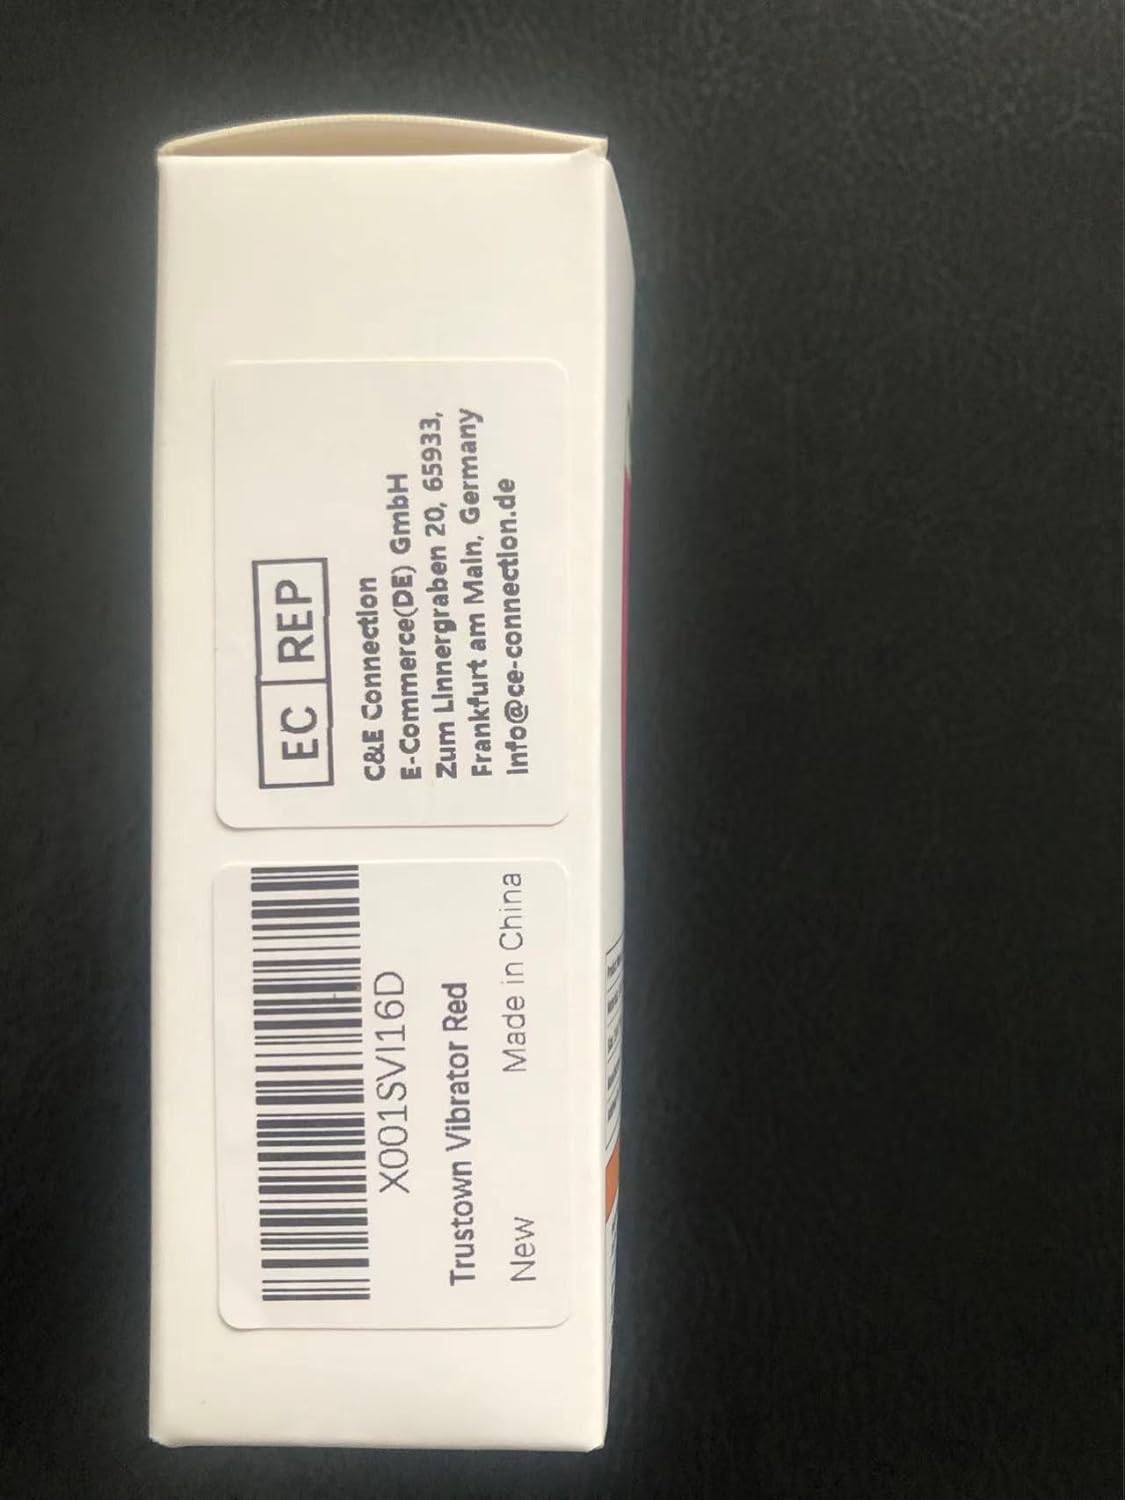 EC REP
C&E Connection
E-Commerce(DE) GmbH
Zum Linnergraben 20, 65933,
Frankfurt am Main, Germany
Info@ce-connection.de
X001SVI16D
Trustown Vibrator Red
New Made in China